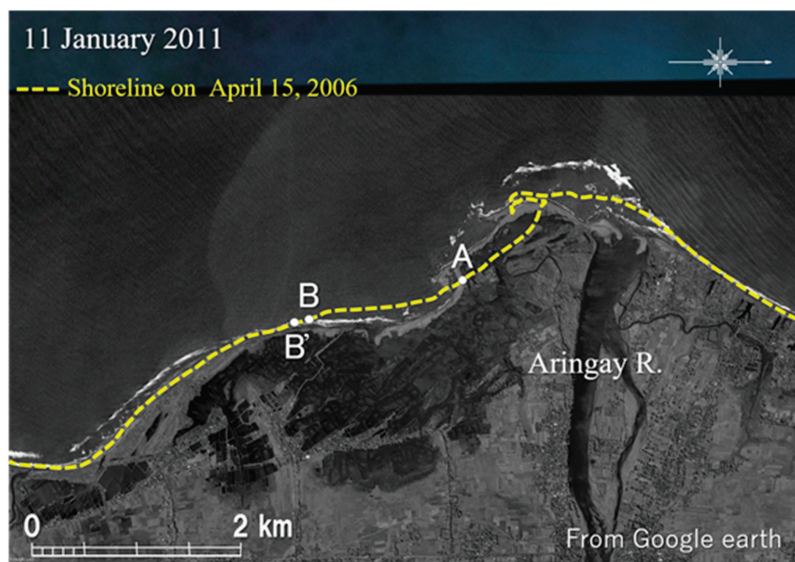 11 January 2011
Shoreline on April 15, 2006
A
B
B'
Aringay R.
0 2 km
From Google earth